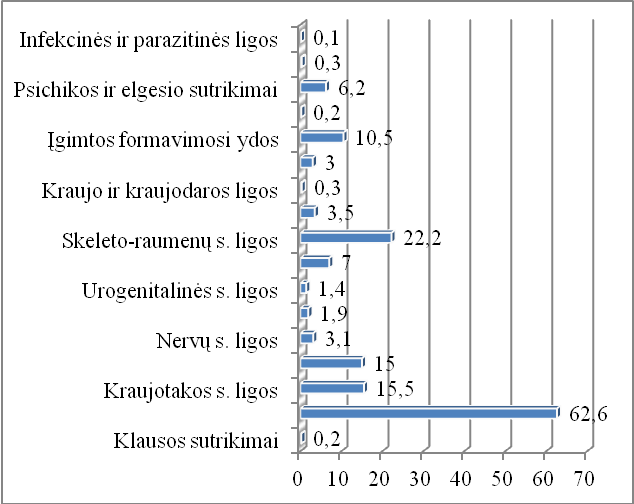 Infekcinės ir parazitinės ligos 0,1
0,3
Psichikos ir elgesio sutrikimai 6,2
0,2
Įgimtos formavimosi ydos 10,5
3
Kraujo ir kraujodaros ligos 0,3
3,5
Skeleto-raumenų s. ligos 22,2
7
Urogenitalinės s. ligos 1,4
1,9
Nervų s. ligos 3,1
15
Kraujotakos s. ligos 15,5
62,6
Klausos sutrikimai 0,2
0 10 20 30 40 50 60 70